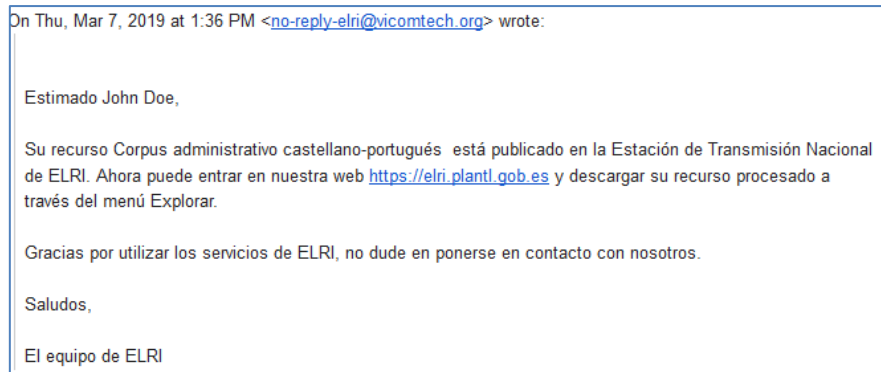 On Thu, Mar 7, 2019 at 1:36 PM <no-reply-elri@vicomtech.org> wrote:
Estimado John Doe,
Su recurso Corpus administrativo castellano-portugués  está publicado en la Estación de Transmisión Nacional
de ELRI. Ahora puede entrar en nuestra web https://elri.plantl.gob.es y descargar su recurso procesado a
través del menú Explorar.
Gracias por utilizar los servicios de ELRI, no dude en ponerse en contacto con nosotros.
Saludos,
El equipo de ELRI